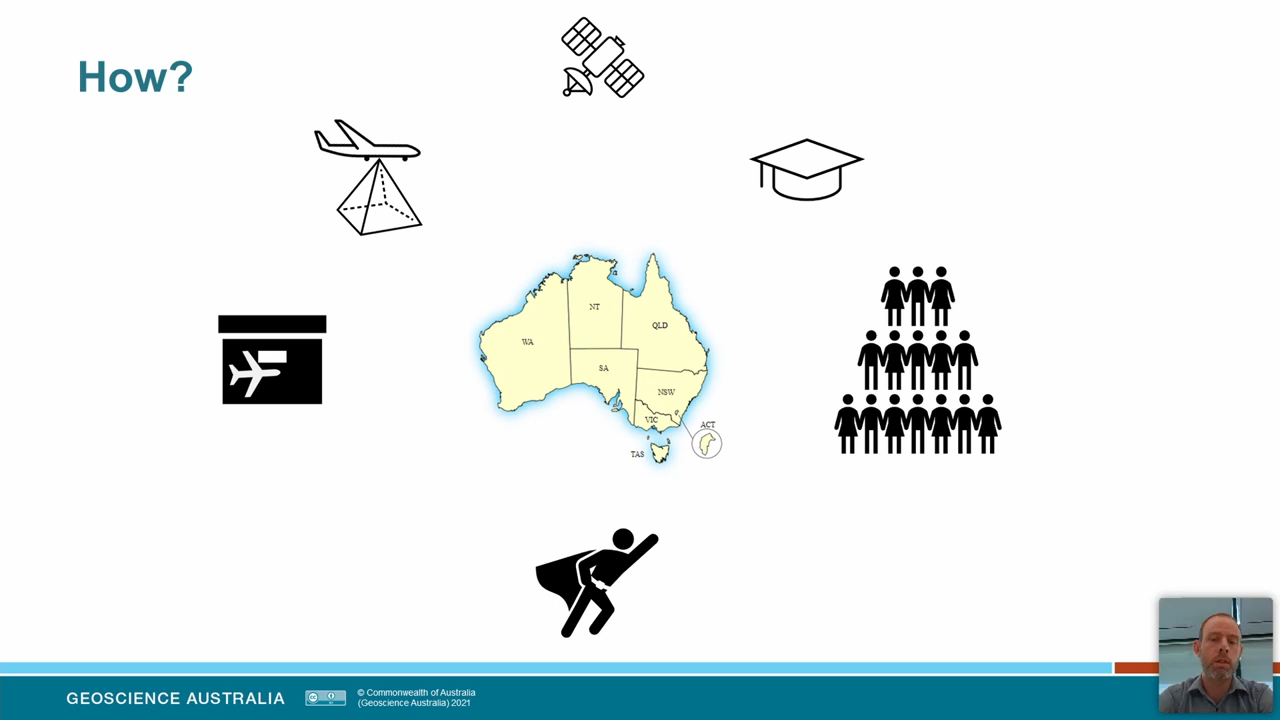 How?
NT
QLD
WA
SA
NSW
VIC
ACT
TAS
GEOSCIENCE AUSTRALIA
© Commonwealth of Australia
(Geoscience Australia) 2021